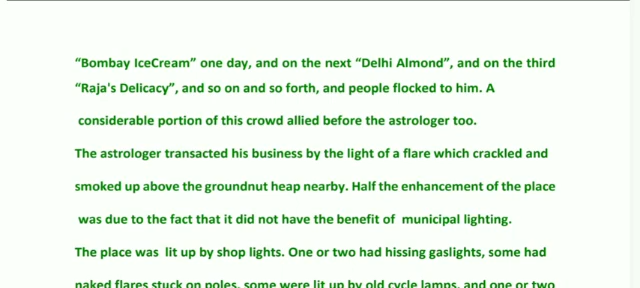 “Bombay IceCream” one day, and on the next “Delhi Almond”, and on the third
“Raja's Delicacy”, and so on and so forth, and people flocked to him. A
considerable portion of this crowd allied before the astrologer too.
The astrologer transacted his business by the light of a flare which crackled and
smoked up above the groundnut heap nearby. Half the enhancement of the place
was due to the fact that it did not have the benefit of municipal lighting.
The place was lit up by shop lights. One or two had hissing gaslights, some had
naked flares stuck on poles, some were lit up by old cycle lamps, and one or two